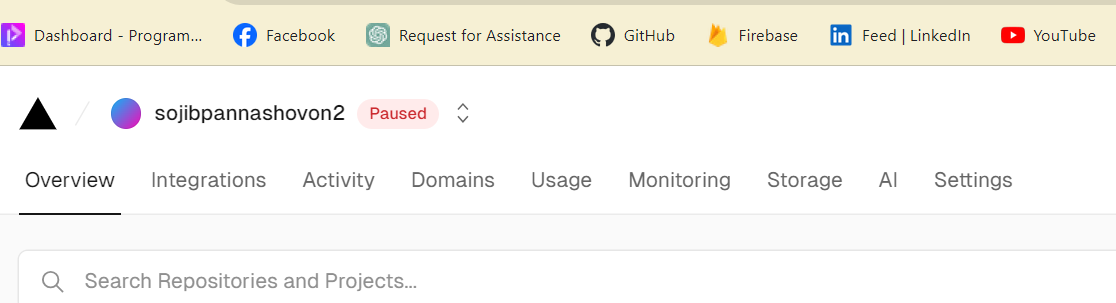 Dashboard - Program... Facebook Request for Assistance GitHub Firebase Feed | LinkedIn YouTube
sojibpannashovon2 Paused
Overview Integrations Activity Domains Usage Monitoring Storage AI Settings
Search Repositories and Projects...